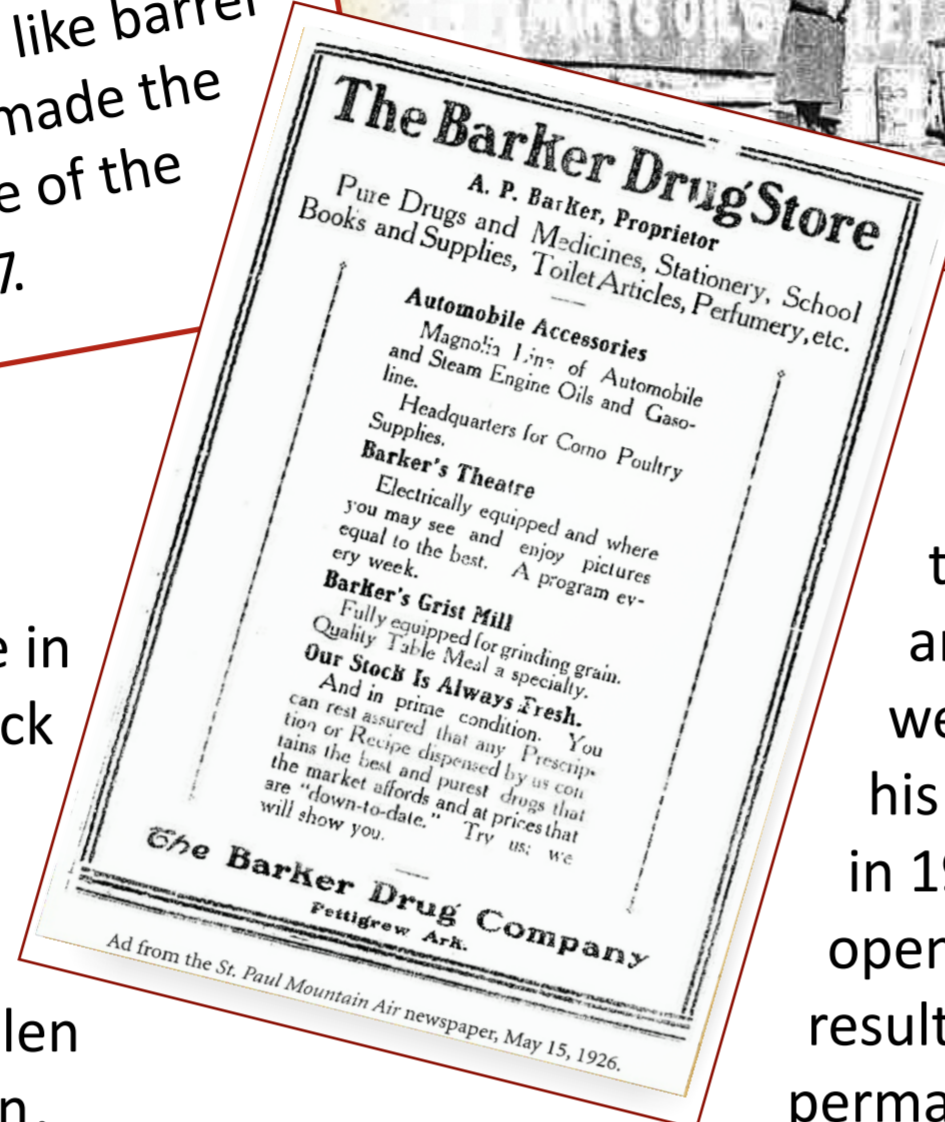 like barrel
made the
e of the
7.
The Barker Drug Store
A. P. Barker, Proprietor
Pure Drugs and Medicines, Stationery, School
Books and Supplies, Toilet Articles, Perfumery, etc.
Automobile Accessories
Magnolia Line of Automobile
and Steam Engine Oils and Gaso-
line.
Headquarters for Como Poultry
Supplies.
Barker's Theatre
Electrically equipped and where
you may see and enjoy pictures
equal to the best. A program ev-
ery week.
Barker's Grist Mill
Fully equipped for grinding grain.
Quality Table Meal a specialty.
Our Stock Is Always Fresh.
And in prime condition. You
can rest assured that any Prescrip-
tion or Recipe dispensed by us con
tains the best and purest drugs that
the market affords and at prices that
are "down-to-date." Try us; we
will show you.
The Barker Drug Company
Pettigrew Ark.
Ad from the St. Paul Mountain Air newspaper, May 15, 1926.
e in
ck
len
n.
t
we
his
in 19
oper
result
perma